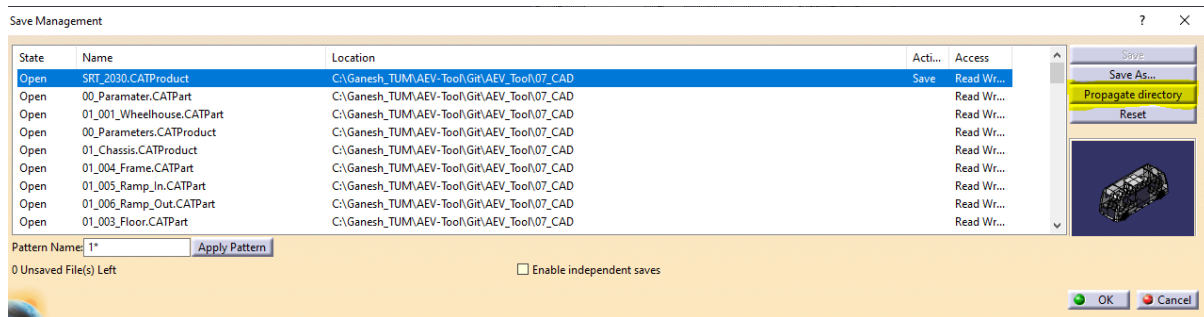 Save Management ? ×
State Name Location Acti... Access
Open SRT_2030.CATProduct C:\Ganesh_TUM\AEV-Tool\Git\AEV_Tool\07_CAD Save Read Wr...
Open 00_Paramater.CATPart C:\Ganesh_TUM\AEV-Tool\Git\AEV_Tool\07_CAD Read Wr...
Open 01_001_Wheelhouse.CATPart C:\Ganesh_TUM\AEV-Tool\Git\AEV_Tool\07_CAD Read Wr...
Open 00_Parameters.CATProduct C:\Ganesh_TUM\AEV-Tool\Git\AEV_Tool\07_CAD Read Wr...
Open 01_Chassis.CATProduct C:\Ganesh_TUM\AEV-Tool\Git\AEV_Tool\07_CAD Read Wr...
Open 01_004_Frame.CATPart C:\Ganesh_TUM\AEV-Tool\Git\AEV_Tool\07_CAD Read Wr...
Open 01_005_Ramp_In.CATPart C:\Ganesh_TUM\AEV-Tool\Git\AEV_Tool\07_CAD Read Wr...
Open 01_006_Ramp_Out.CATPart C:\Ganesh_TUM\AEV-Tool\Git\AEV_Tool\07_CAD Read Wr...
Open 01_003_Floor.CATPart C:\Ganesh_TUM\AEV-Tool\Git\AEV_Tool\07_CAD Read Wr...
Save
Save As...
Propagate directory
Reset
Pattern Name: 1* Apply Pattern
0 Unsaved File(s) Left Enable independent saves
OK Cancel